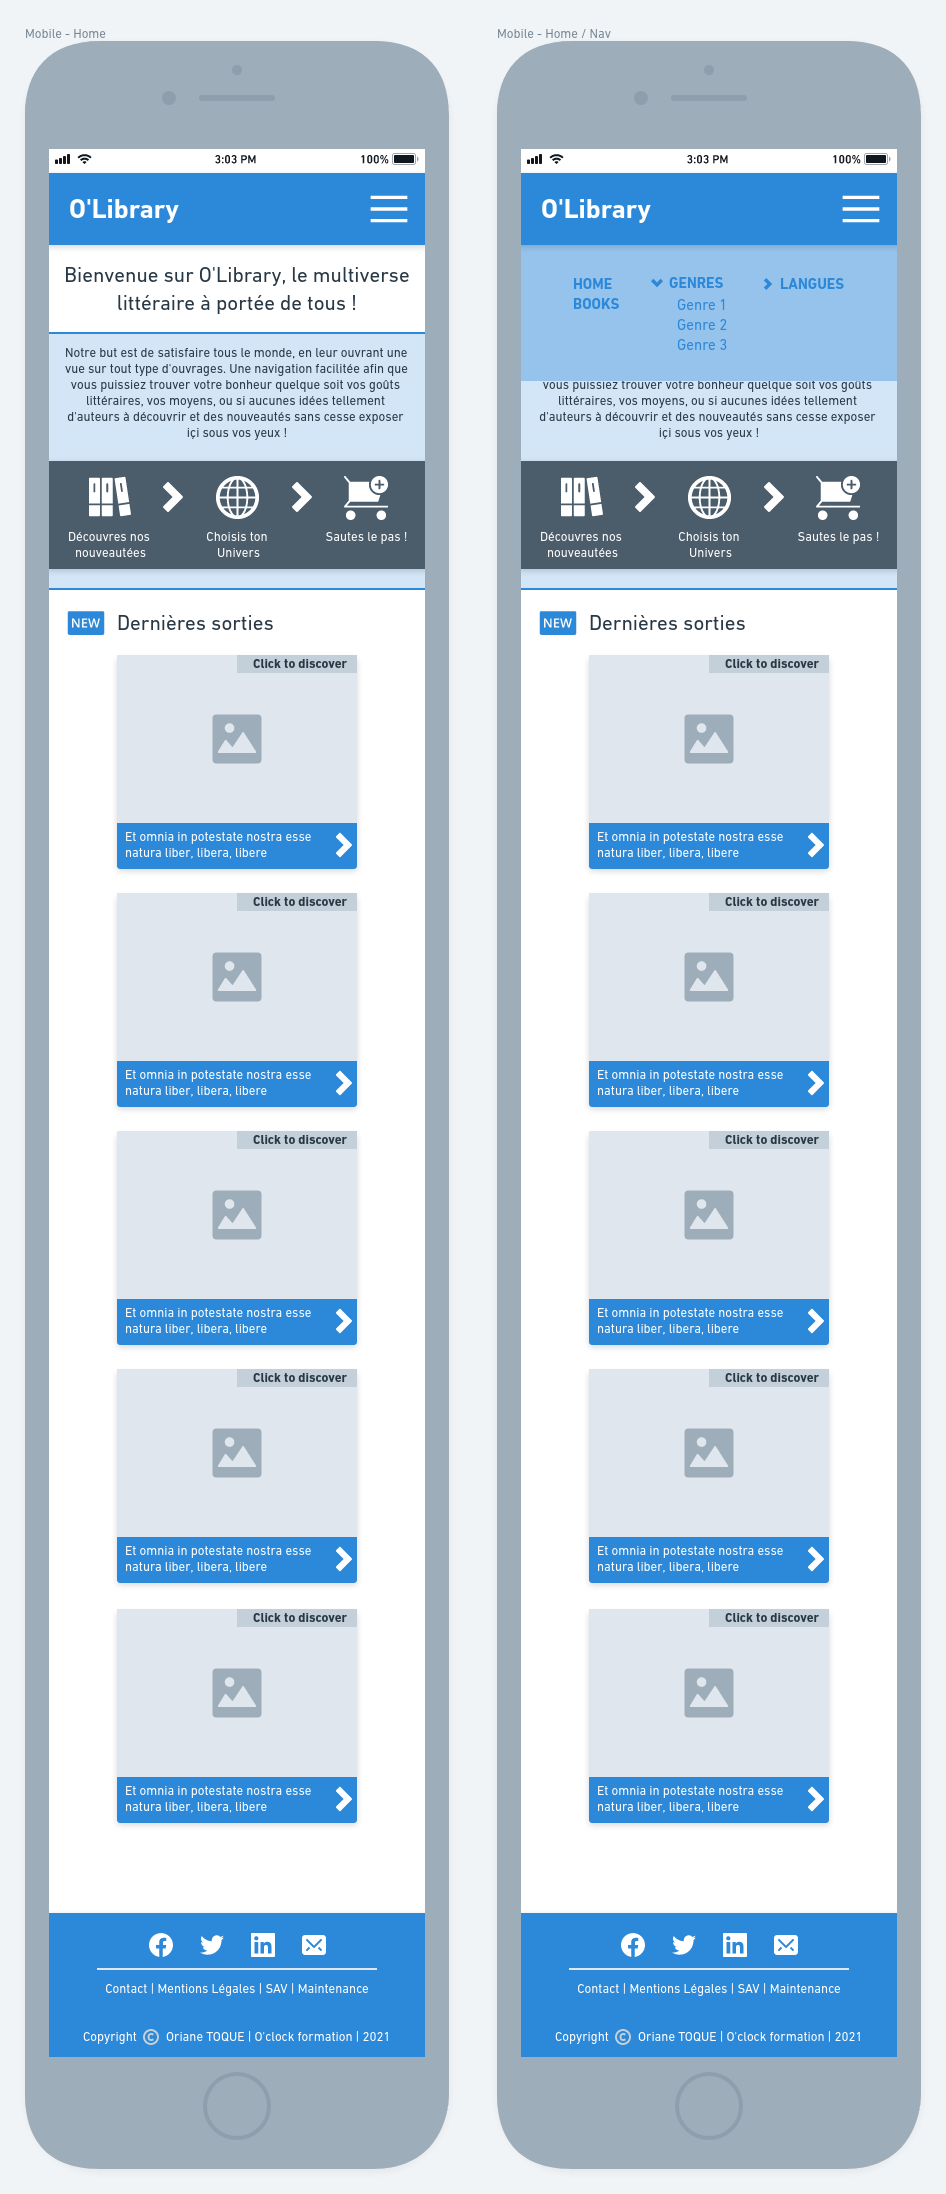 Mobile - Home
3:03 PM
100%
O'Library
Bienvenue sur O'Library, le multiverse
littéraire à portée de tous !
Notre but est de satisfaire tous le monde, en leur ouvrant une
vue sur tout type d'ouvrages. Une navigation facilitée afin que
vous puissiez trouver votre bonheur quelque soit vos goûts
littéraires, vos moyens, ou si aucunes idées tellement
d'auteurs à découvrir et des nouveautés sans cesse exposer
içi sous vos yeux !
Découvres nos
nouveautées
Choisis ton
Univers
Sautes le pas !
NEW
Dernières sorties
Click to discover
Et omnia in potestate nostra esse
natura liber, libera, libere
Click to discover
Et omnia in potestate nostra esse
natura liber, libera, libere
Click to discover
Et omnia in potestate nostra esse
natura liber, libera, libere
Click to discover
Et omnia in potestate nostra esse
natura liber, libera, libere
Click to discover
Et omnia in potestate nostra esse
natura liber, libera, libere
Contact | Mentions Légales | SAV | Maintenance
Copyright © Oriane TOQUE | O'clock formation | 2021
Mobile - Home / Nav
3:03 PM
100%
O'Library
HOME
BOOKS
GENRES
Genre 1
Genre 2
Genre 3
LANGUES
vous puissiez trouver votre bonheur quelque soit vos goûts
littéraires, vos moyens, ou si aucunes idées tellement
d'auteurs à découvrir et des nouveautés sans cesse exposer
içi sous vos yeux !
Découvres nos
nouveautées
Choisis ton
Univers
Sautes le pas !
NEW
Dernières sorties
Click to discover
Et omnia in potestate nostra esse
natura liber, libera, libere
Click to discover
Et omnia in potestate nostra esse
natura liber, libera, libere
Click to discover
Et omnia in potestate nostra esse
natura liber, libera, libere
Click to discover
Et omnia in potestate nostra esse
natura liber, libera, libere
Click to discover
Et omnia in potestate nostra esse
natura liber, libera, libere
Contact | Mentions Légales | SAV | Maintenance
Copyright © Oriane TOQUE | O'clock formation | 2021